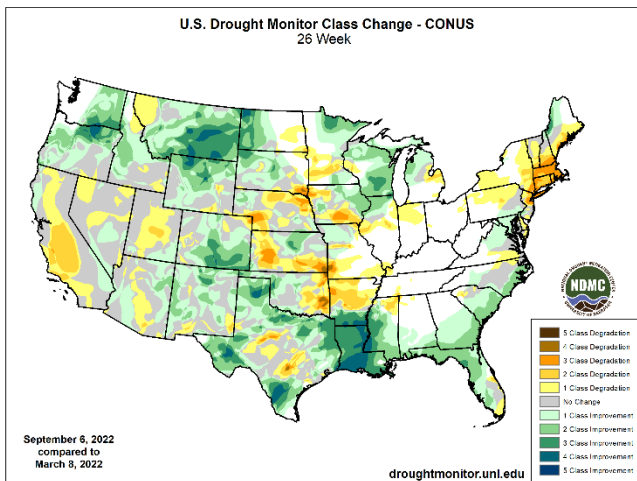 U.S. Drought Monitor Class Change - CONUS
26 Week
NDMC
5 Class Degradation
4 Class Degradation
3 Class Degradation
2 Class Degradation
1 Class Degradation
No Change
1 Class Improvement
2 Class Improvement
3 Class Improvement
4 Class Improvement
5 Class Improvement
September 6, 2022
compared to
March 8, 2022
droughtmonitor.unl.edu